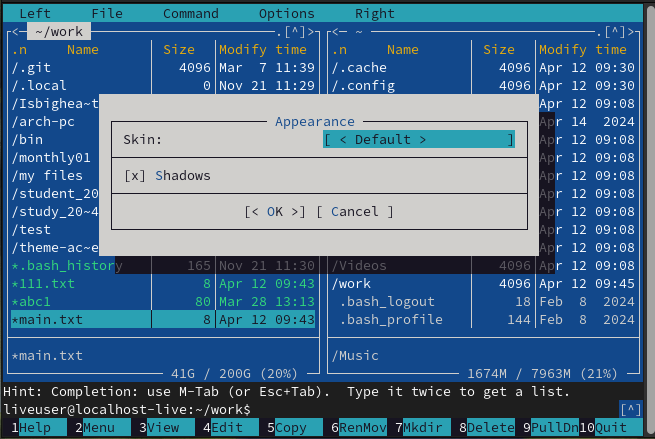 Left File Command Options Right
<─ ~/work .[^]> <─ ~ .[^]>
.n Name Size Modify time .n Name Size Modify time
/.git 4096 Mar 7 11:39 /.cache 4096 Apr 12 09:30
/.local 0 Nov 21 11:29 /.config 4096 Apr 12 09:30
/Isbighea~t Apr 12 09:08
/arch-pc Appearance Apr 14 2024
/bin Skin: [ < Default > ] Apr 12 09:08
/monthly01 Apr 12 09:08
/my files [x] Shadows Apr 12 09:08
/student_20 Apr 12 09:08
/study_20~4 [< OK >] [ Cancel ] Apr 12 09:08
/test Apr 12 09:08
/theme-ac~e Apr 12 09:08
*.bash_history 165 Nov 21 11:30 /Videos 4096 Apr 12 09:08
*111.txt 8 Apr 12 09:43 /work 4096 Apr 12 09:45
*abc1 80 Mar 28 13:13 .bash_logout 18 Feb 8 2024
*main.txt 8 Apr 12 09:43 .bash_profile 144 Feb 8 2024
*main.txt /Music
41G / 200G (20%) 1674M / 7963M (21%)
Hint: Completion: use M-Tab (or Esc+Tab). Type it twice to get a list.
liveuser@localhost-live:~/work$ [^]
1Help 2Menu 3View 4Edit 5Copy 6RenMov 7Mkdir 8Delete 9PullDn 10Quit